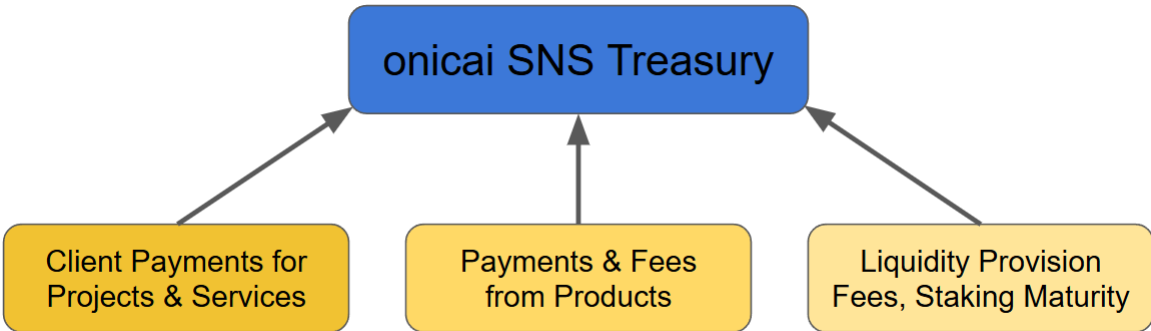 onicai SNS Treasury
Client Payments for
Projects & Services
Payments & Fees
from Products
Liquidity Provision
Fees, Staking Maturity